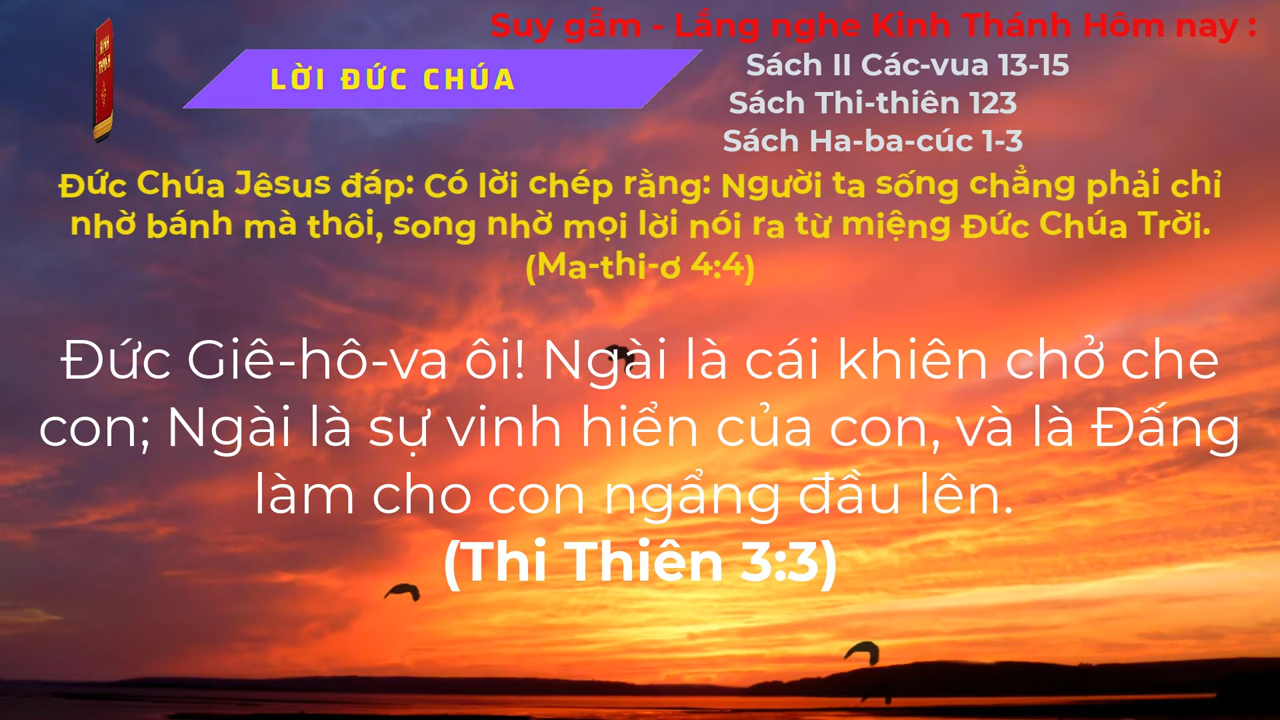 Suy gẫm - Lắng nghe Kinh Thánh Hôm nay :
KINH
THÁNH
LỜI ĐỨC CHÚA
Sách II Các-vua 13-15
Sách Thi-thiên 123
Sách Ha-ba-cúc 1-3
Đức Chúa Jêsus đáp: Có lời chép rằng: Người ta sống chẳng phải chỉ
nhờ bánh mà thôi, song nhờ mọi lời nói ra từ miệng Đức Chúa Trời.
(Ma-thi-ơ 4:4)
Đức Giê-hô-va ôi! Ngài là cái khiên chở che
con; Ngài là sự vinh hiển của con, và là Đấng
làm cho con ngẩng đầu lên.
(Thi Thiên 3:3)